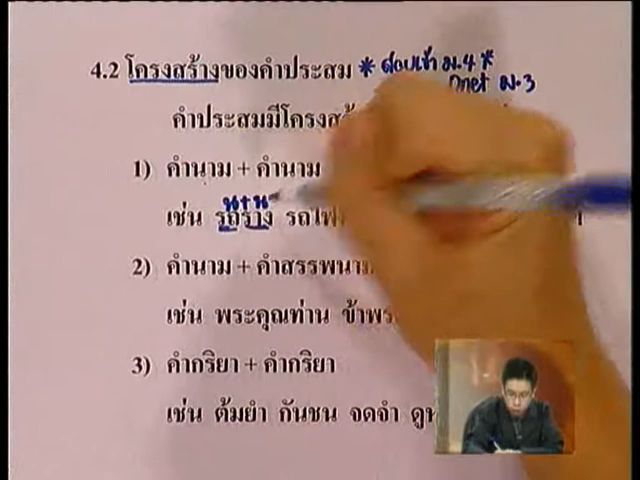 4.2 โครงสร้างของคำประสม * สอบเข้า ม.4 *
Onet ม.3
คำประสมมีโครงสร้
1) คำนาม + คำนาม
น+น
เช่น รถราง รถไฟ
2) คำนาม + คำสรรพนาม
เช่น พระคุณท่าน ข้าพร
3) คำกริยา + คำกริยา
เช่น ต้มยำ กันชน จดจำ ดู